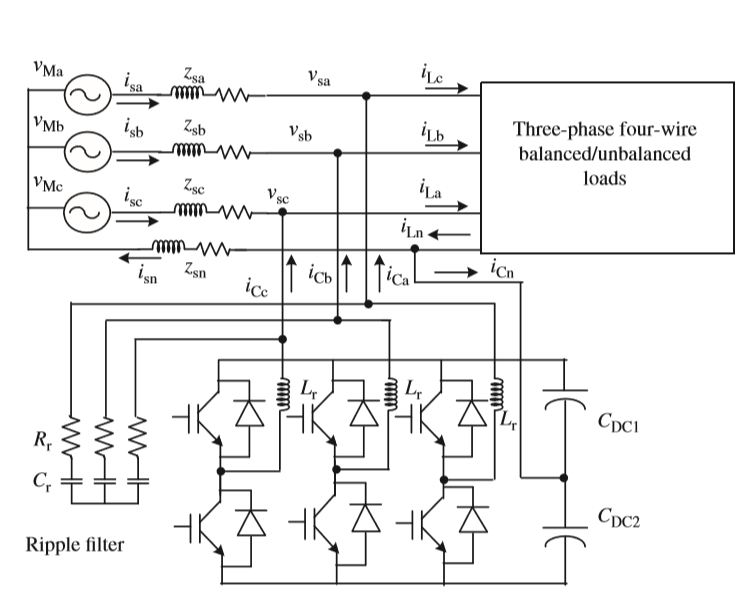 vMa isa Zsa vsa iLc
vMb isb Zsb vsb iLb
vMc isc Zsc vsc iLa
Three-phase four-wire
balanced/unbalanced
loads
iLn
isn Zsn iCc iCb iCa iCn
Lr Lr Lr
Rr
Cr
CDC1
CDC2
Ripple filter